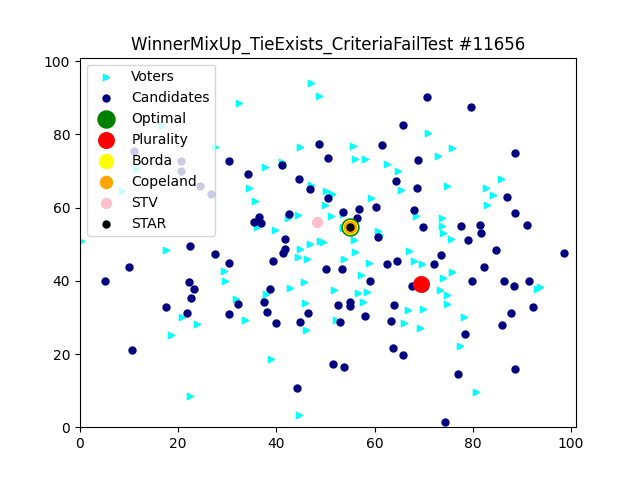 WinnerMixUp_TieExists_CriteriaFailTest #11656
100
80
60
40
20
0
Voters
Candidates
Optimal
Plurality
Borda
Copeland
STV
STAR
0 20 40 60 80 100